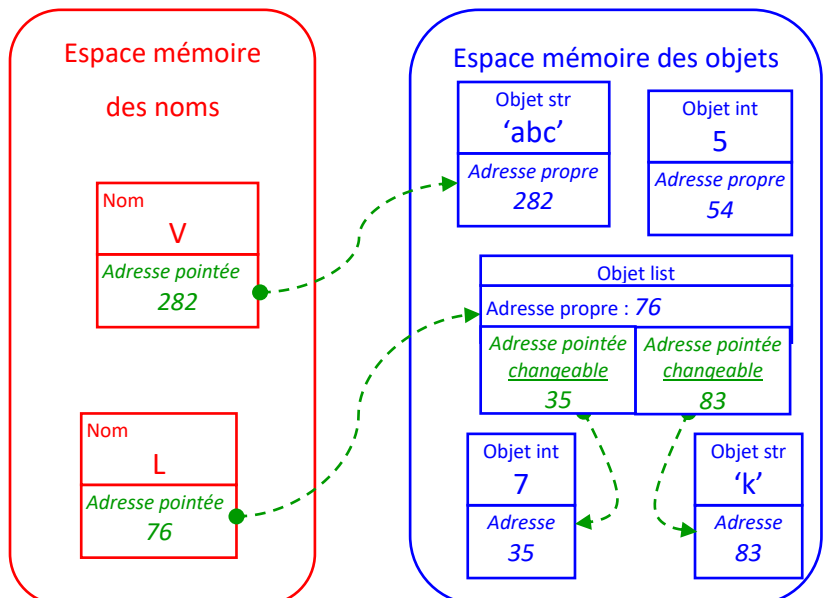 Espace mémoire
des noms
Nom
V
Adresse pointée
282
Nom
L
Adresse pointée
76
Espace mémoire des objets
Objet str
‘abc’
Adresse propre
282
Objet int
5
Adresse propre
54
Objet list
Adresse propre : 76
Adresse pointée
changeable
35
Adresse pointée
changeable
83
Objet int
7
Adresse
35
Objet str
‘k’
Adresse
83